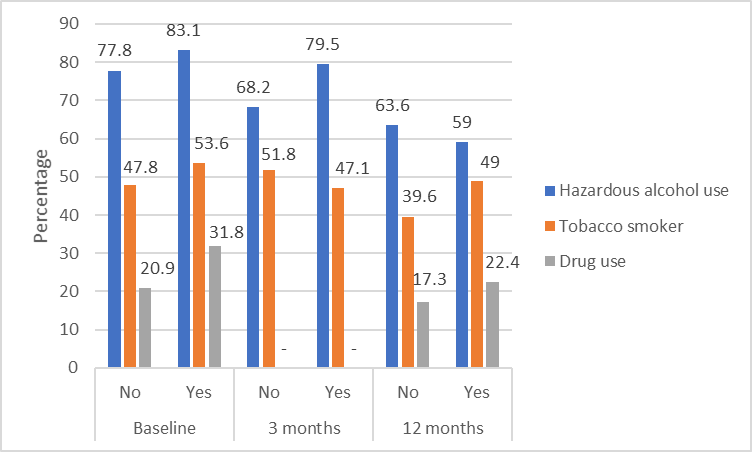 90
80
70
60
50
40
30
20
10
0
Percentage
77.8
47.8
20.9
83.1
53.6
31.8
68.2
51.8
-
79.5
47.1
-
63.6
39.6
17.3
59
49
22.4
No
Yes
No
Yes
No
Yes
Baseline
3 months
12 months
Hazardous alcohol use
Tobacco smoker
Drug use